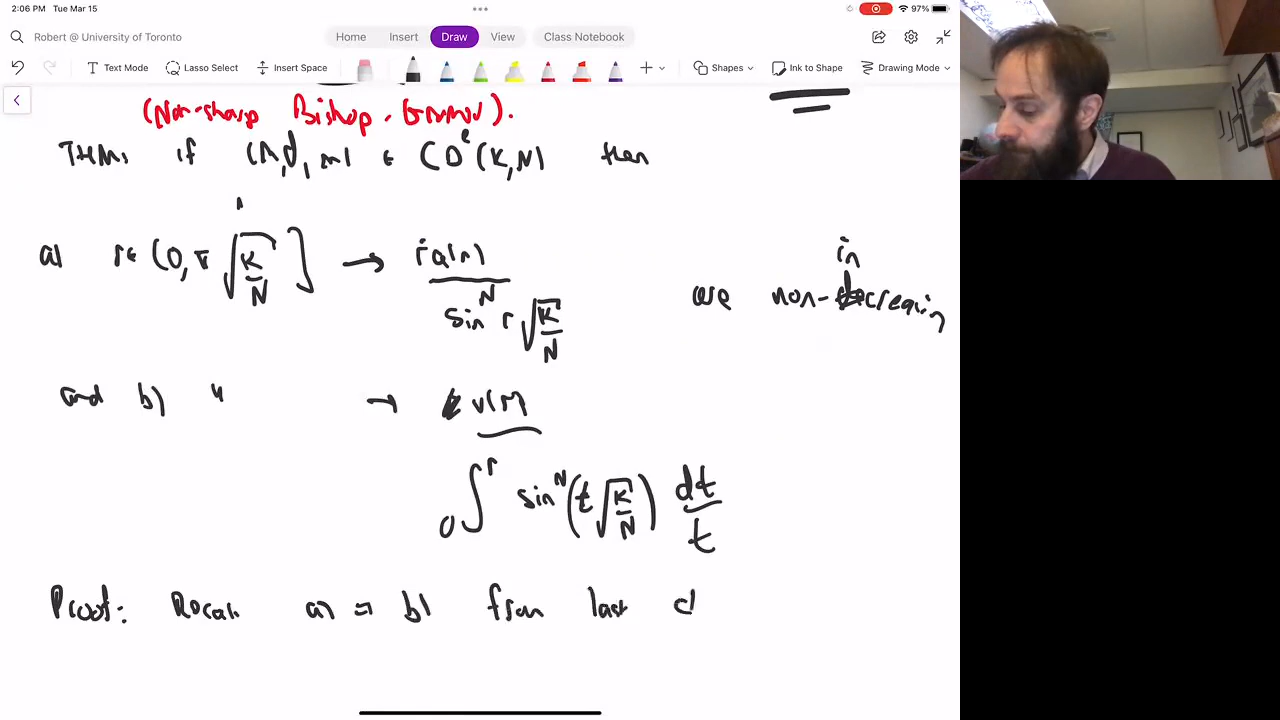 2:06 PM Tue Mar 15
97%
Robert @ University of Toronto
Home Insert Draw View Class Notebook
Text Mode Lasso Select Insert Space Shapes Ink to Shape Drawing Mode
(Non-sharp Bishop-Gromov).
THM: if (M,d,m) ∈ CD^e(K,N) then
a) r ∈ (0, π √(K/N)] → r a(r) / sin^N r √(K/N) are non-increasing
and b) " → v(r) / ∫_0^r sin^N (t √(K/N)) dt/t
Proof: Recall a) ⇒ b) from last d